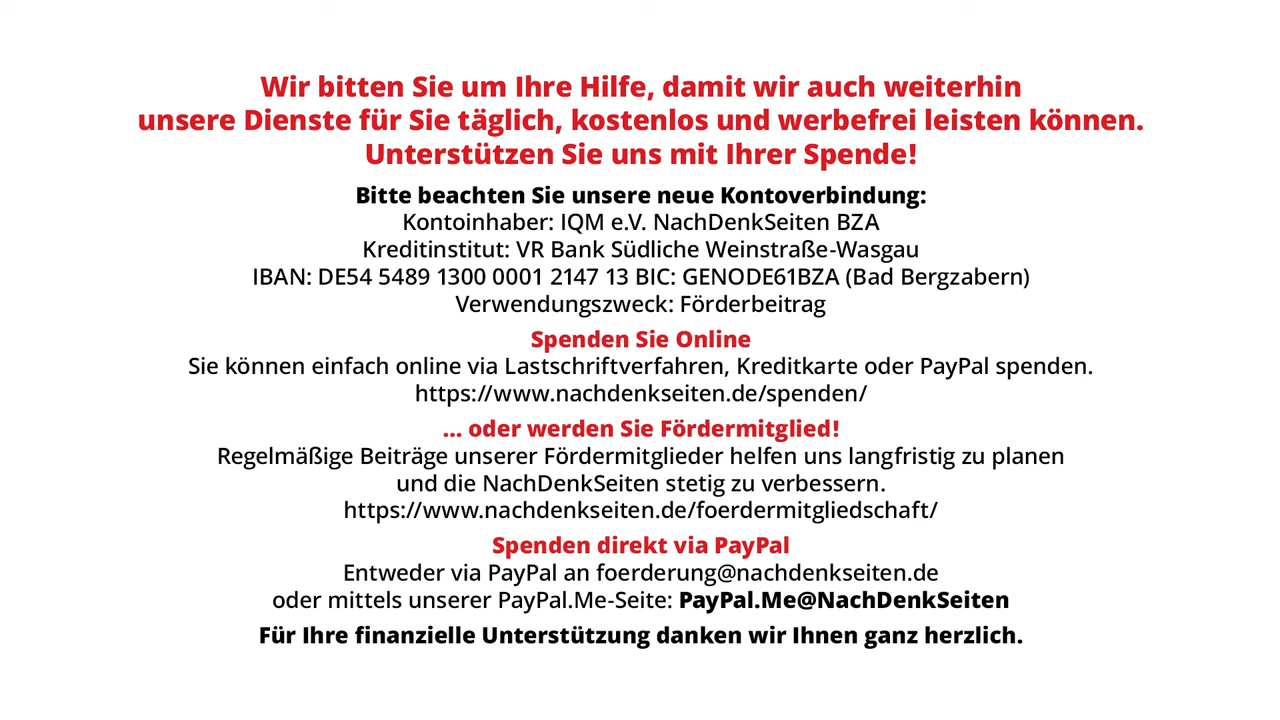 Wir bitten Sie um Ihre Hilfe, damit wir auch weiterhin
unsere Dienste für Sie täglich, kostenlos und werbefrei leisten können.
Unterstützen Sie uns mit Ihrer Spende!
Bitte beachten Sie unsere neue Kontoverbindung:
Kontoinhaber: IQM e.V. NachDenkSeiten BZA
Kreditinstitut: VR Bank Südliche Weinstraße-Wasgau
IBAN: DE54 5489 1300 0001 2147 13 BIC: GENODE61BZA (Bad Bergzabern)
Verwendungszweck: Förderbeitrag
Spenden Sie Online
Sie können einfach online via Lastschriftverfahren, Kreditkarte oder PayPal spenden.
https://www.nachdenkseiten.de/spenden/
... oder werden Sie Fördermitglied!
Regelmäßige Beiträge unserer Fördermitglieder helfen uns langfristig zu planen
und die NachDenkSeiten stetig zu verbessern.
https://www.nachdenkseiten.de/foerdermitgliedschaft/
Spenden direkt via PayPal
Entweder via PayPal an foerderung@nachdenkseiten.de
oder mittels unserer PayPal.Me-Seite: PayPal.Me@NachDenkSeiten
Für Ihre finanzielle Unterstützung danken wir Ihnen ganz herzlich.